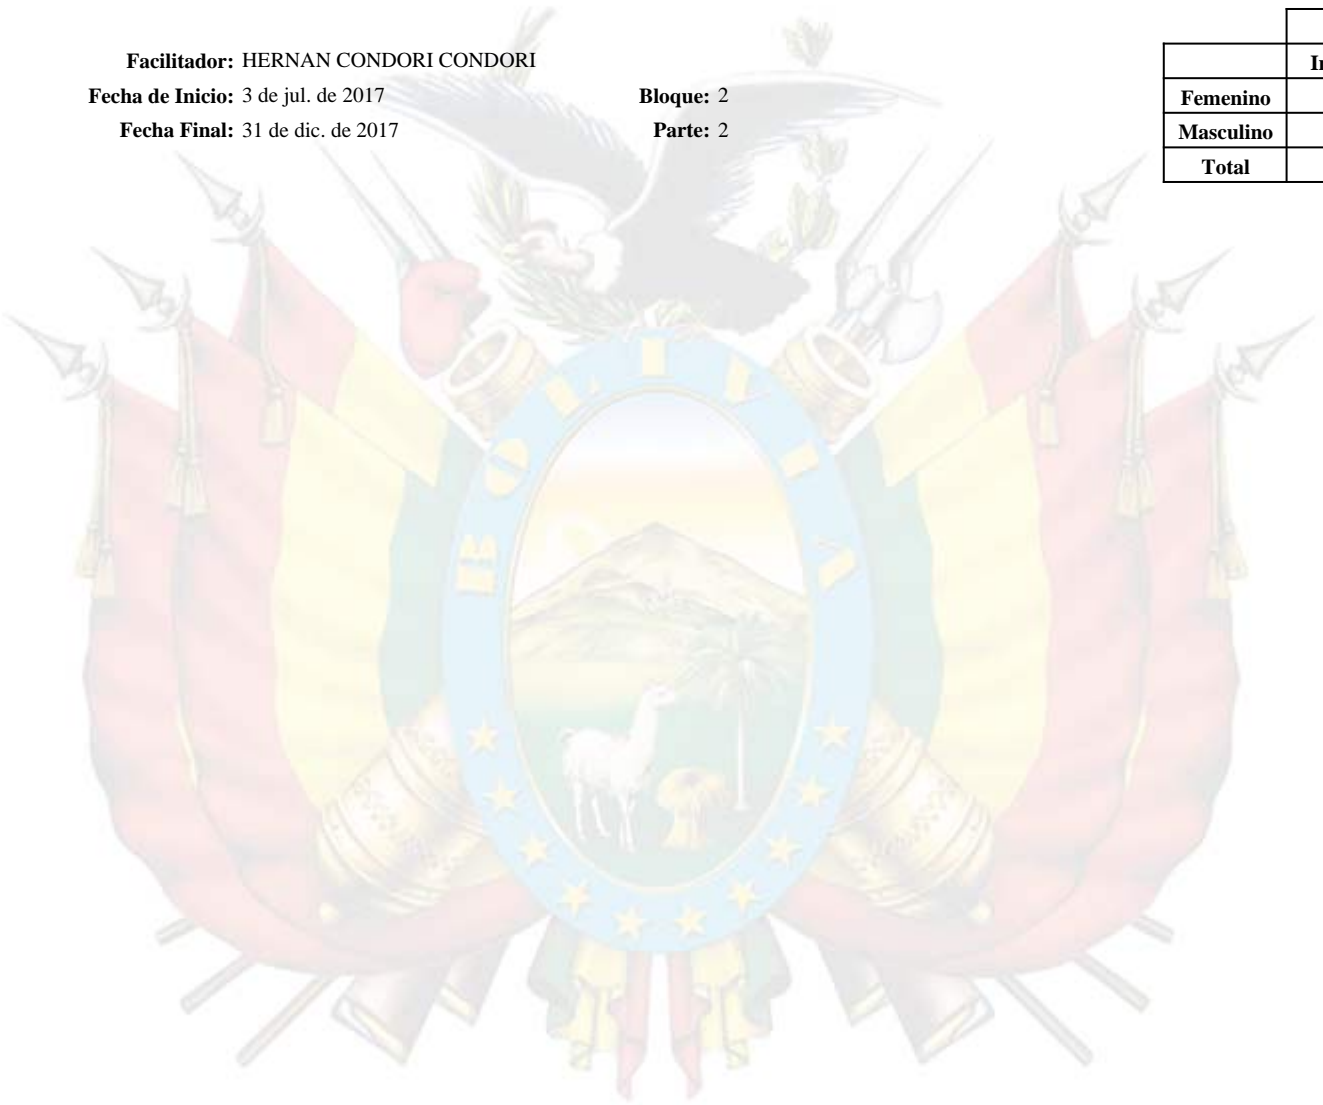 Facilitador: HERNAN CONDORI CONDORI
Fecha de Inicio: 3 de jul. de 2017 Bloque: 2
Fecha Final: 31 de dic. de 2017 Parte: 2
Femenino
Masculino
Total
BOLIVIA